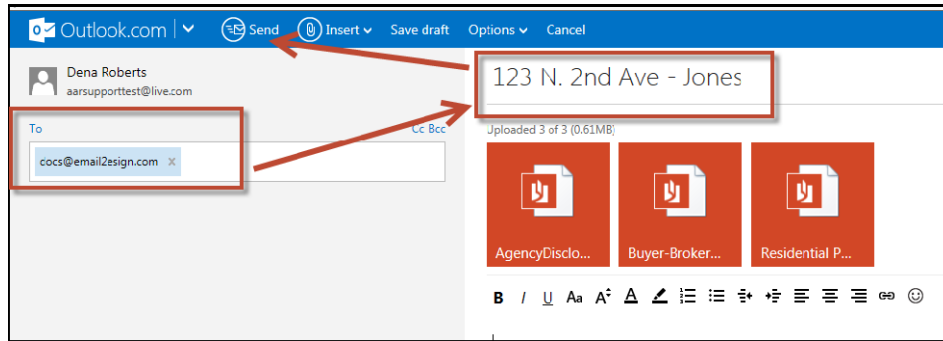 Outlook.com Send Insert Save draft Options Cancel
Dena Roberts
aarsupporttest@live.com
To Cc Bcc
cocs@email2esign.com ×
123 N. 2nd Ave - Jones
Uploaded 3 of 3 (0.61MB)
AgencyDisclo... Buyer-Broker... Residential P...
B I U Aa A A